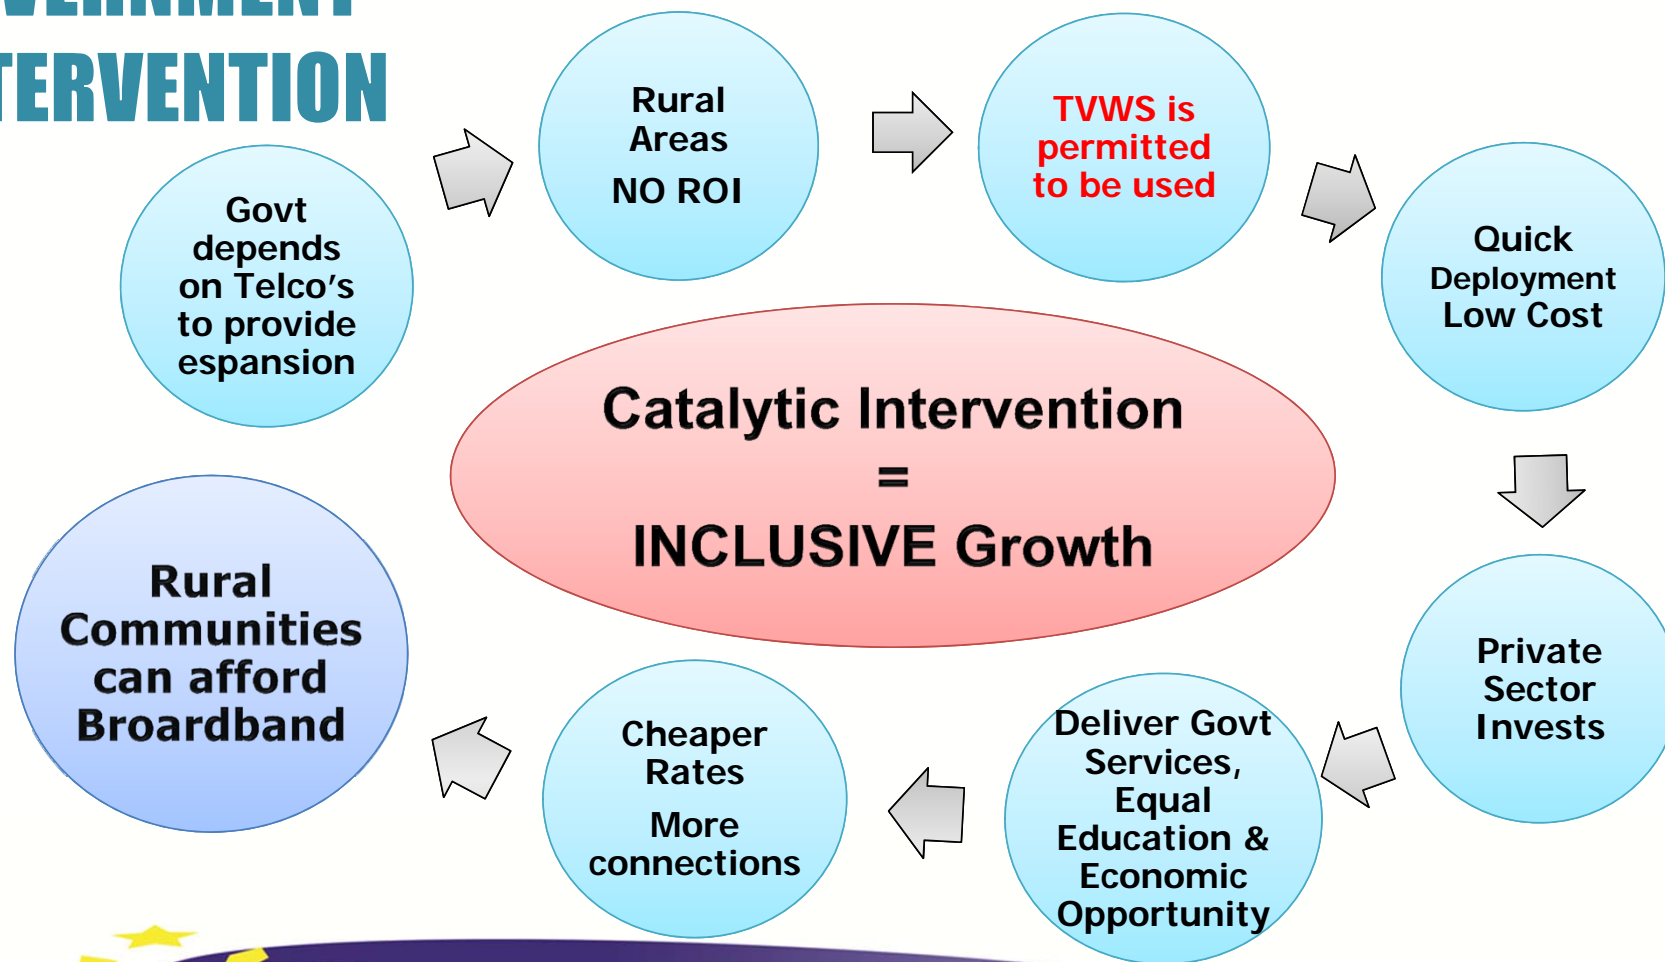 TERVENTION
Govt
depends
on Telco's
to provide
espansion
Rural
Areas
NO ROI
TVWS is
permitted
to be used
Quick
Deployment
Low Cost
Private
Sector
Invests
Deliver Govt
Services,
Equal
Education &
Economic
Opportunity
Cheaper
Rates
More
connections
Rural
Communities
can afford
Broardband
Catalytic Intervention
=
INCLUSIVE Growth